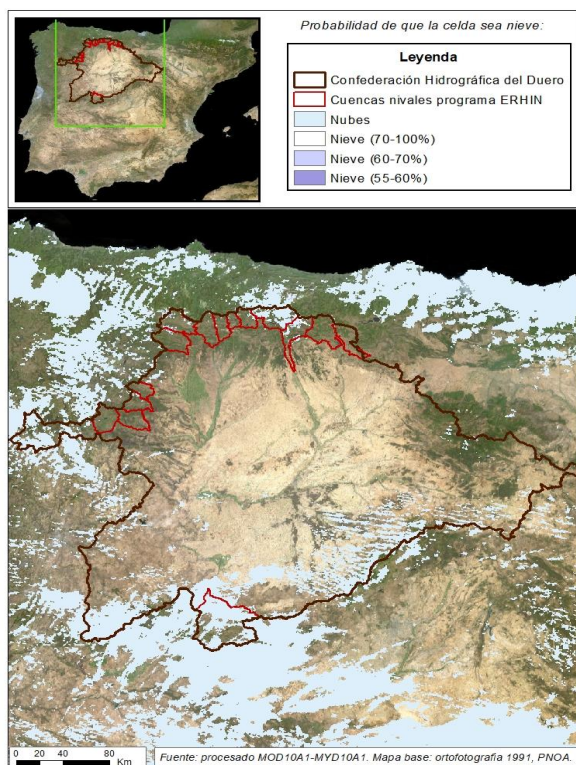 Probabilidad de que la celda sea nieve:
Leyenda
Confederación Hidrográfica del Duero
Cuencas nivales programa ERHIN
Nubes
Nieve (70-100%)
Nieve (60-70%)
Nieve (55-60%)
0 20 40 80
Km
Fuente: procesado MOD10A1-MYD10A1. Mapa base: ortofotografía 1991, PNOA.